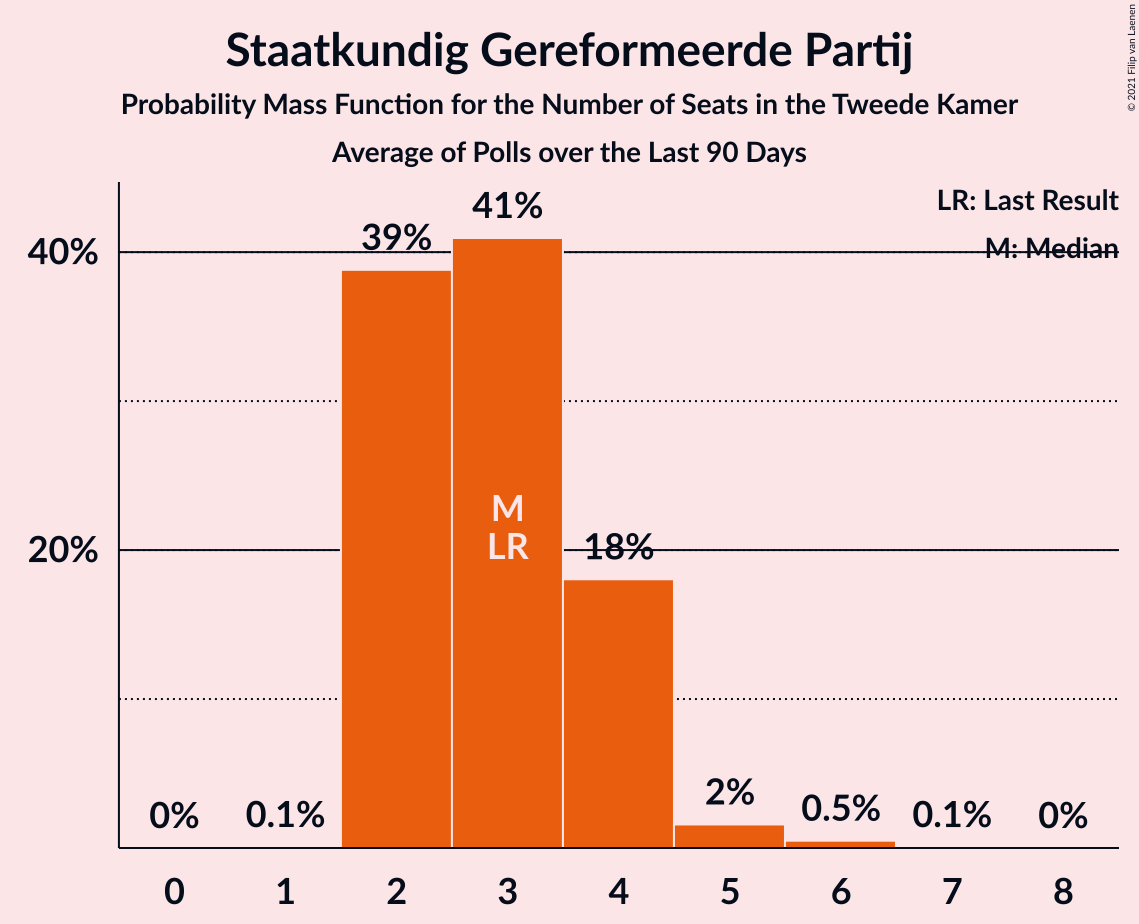 Staatkundig Gereformeerde Partij
Probability Mass Function for the Number of Seats in the Tweede Kamer
Average of Polls over the Last 90 Days
© 2021 Filip van Laenen
LR: Last Result
M: Median
41%
39%
40%
M
LR
18%
20%
0%
0.1%
2%
0.5%
0.1%
0%
0 1 2 3 4 5 6 7 8